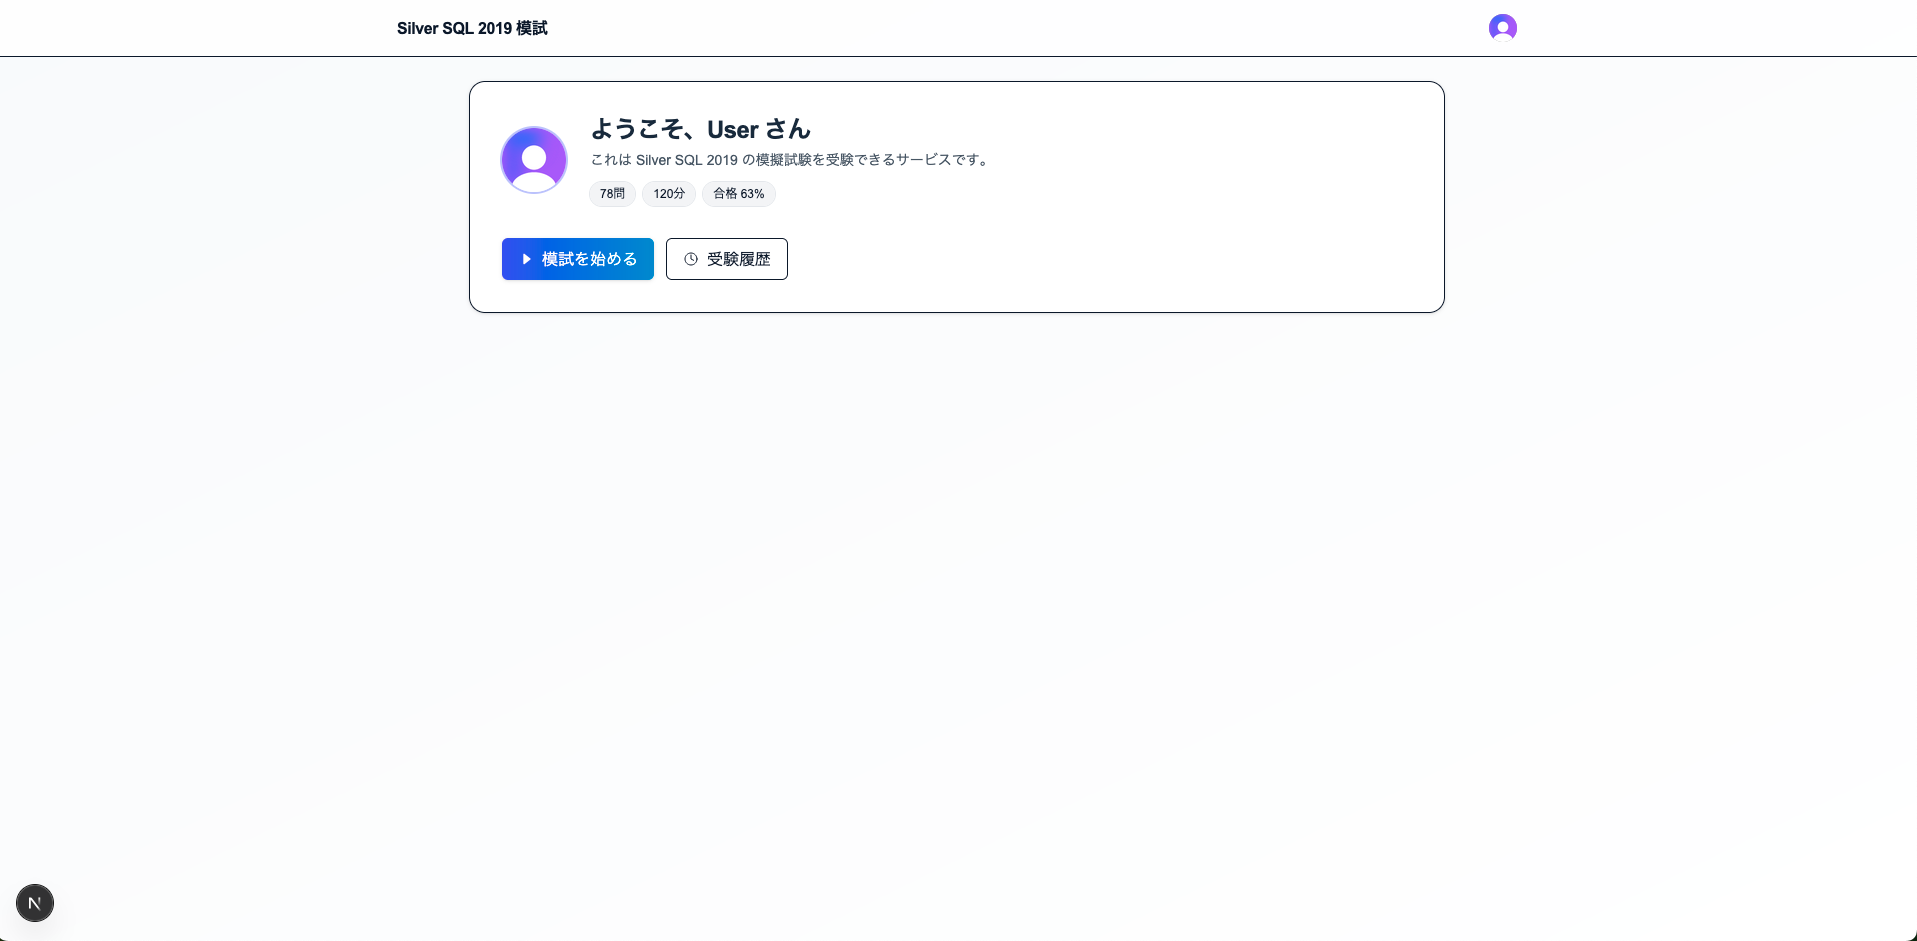 Silver SQL 2019 模試
ようこそ、User さん
これは Silver SQL 2019 の模擬試験を受験できるサービスです。
78問 120分 合格 63%
模試を始める 受験履歴
N